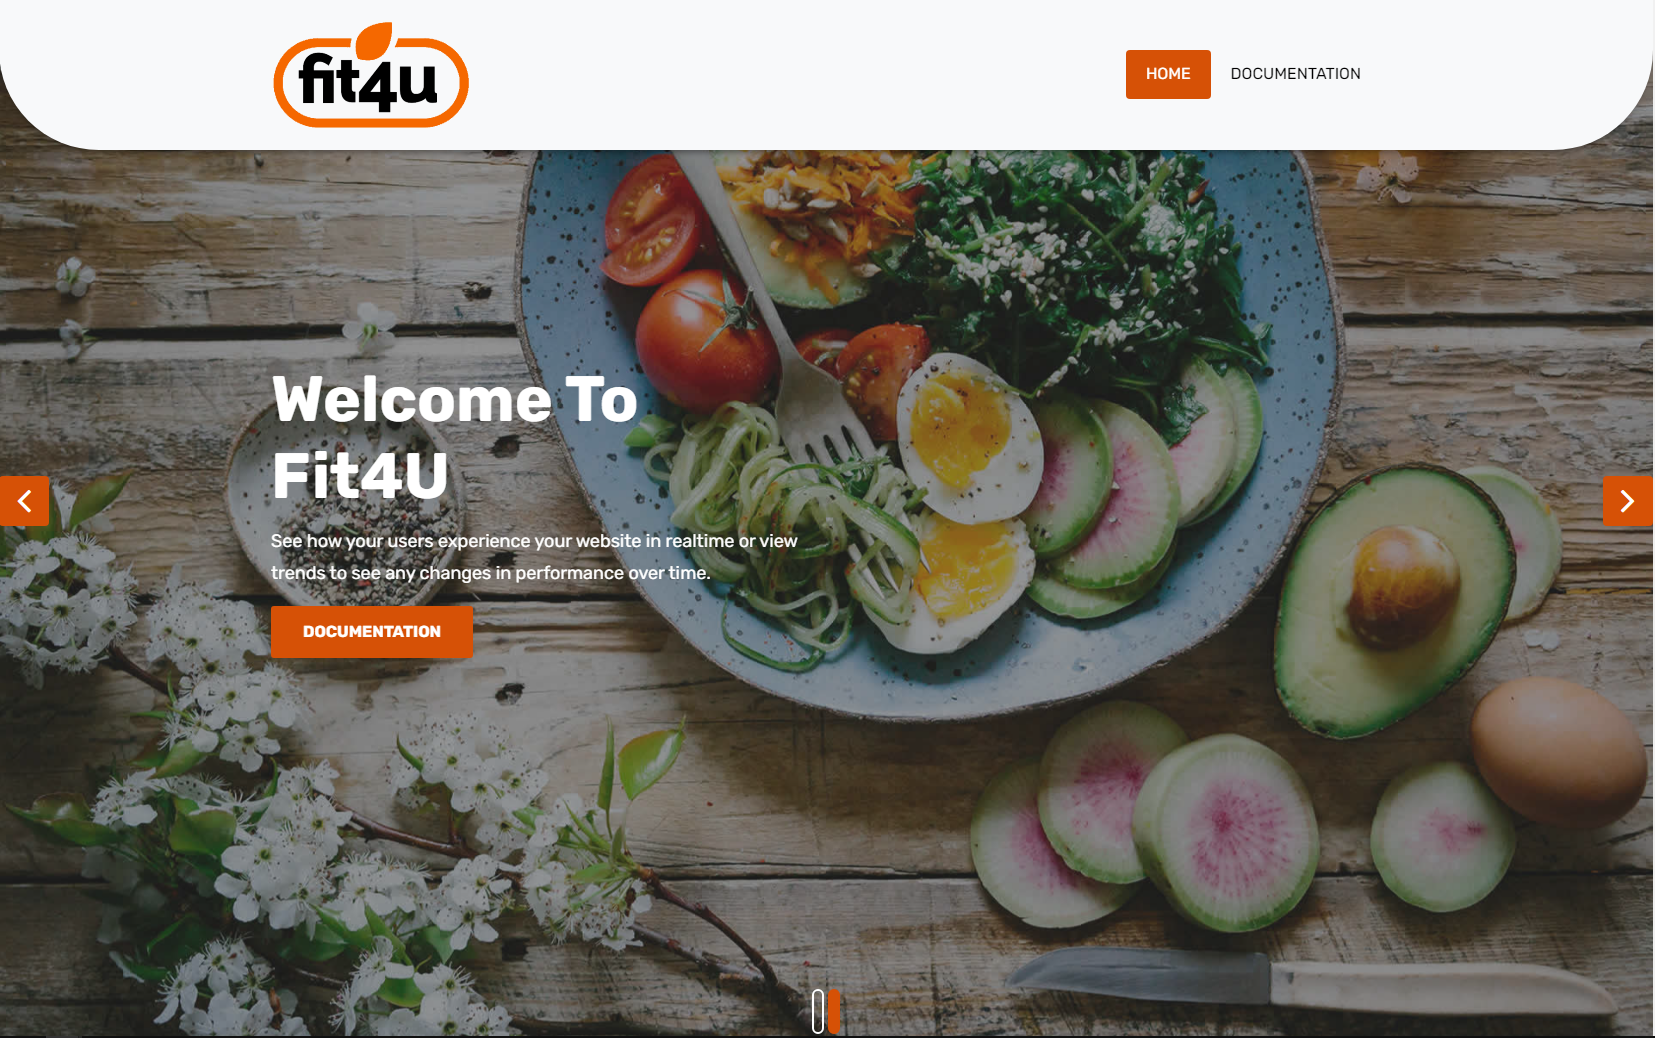 fit4u
HOME
DOCUMENTATION
Welcome To
Fit4U
See how your users experience your website in realtime or view
trends to see any changes in performance over time.
DOCUMENTATION